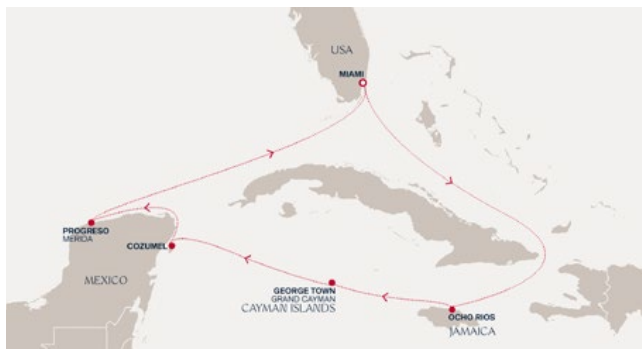 USA
MIAMI
PROGRESO
MERIDA
COZUMEL
MEXICO
GEORGE TOWN
GRAND CAYMAN
CAYMAN ISLANDS
OCHO RIOS
JAMAICA